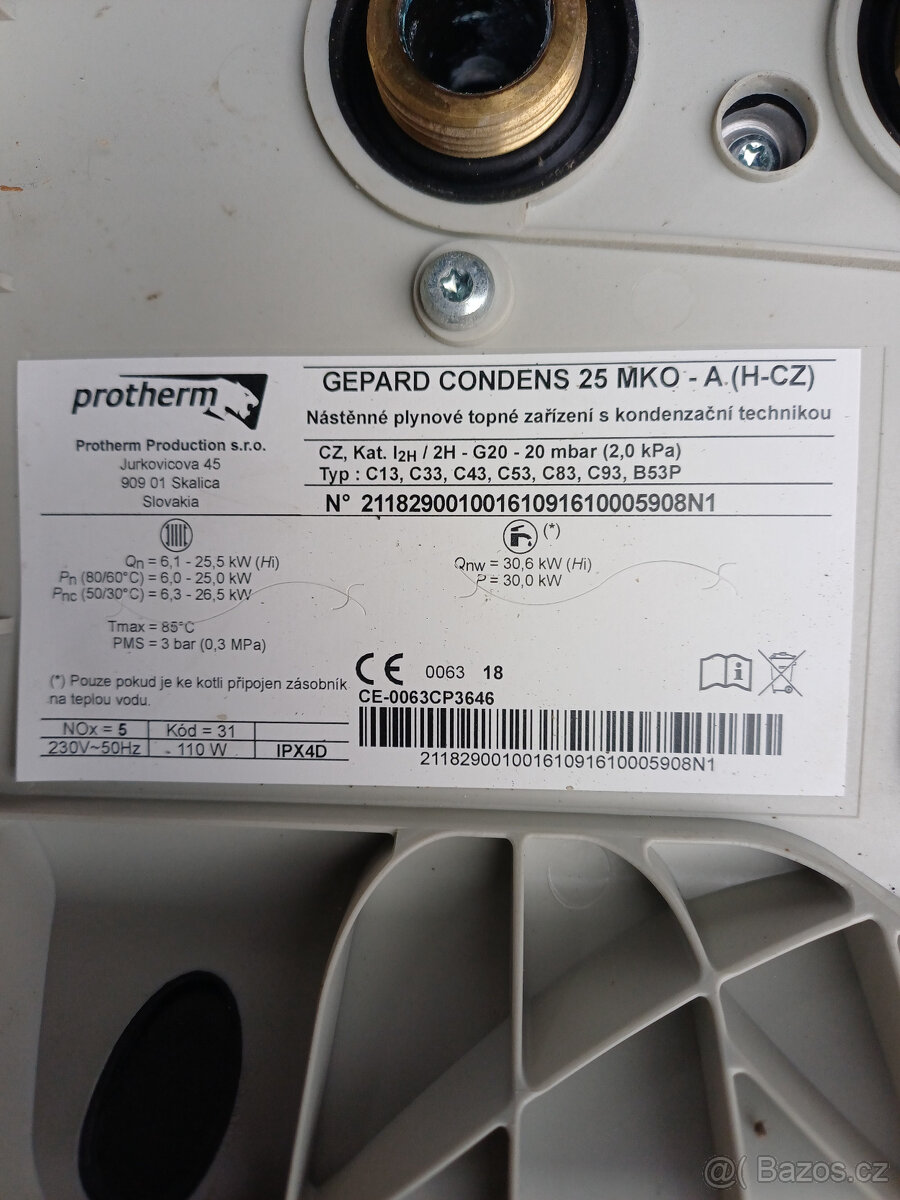 protherm
GEPARD CONDENS 25 MKO - A (H-CZ)
Nástěnné plynové topné zařízení s kondenzační technikou
Protherm Production s.r.o.
Jurkovicova 45
909 01 Skalica
Slovakia
CZ, Kat. I2H / 2H - G20 - 20 mbar (2,0 kPa)
Typ : C13, C33, C43, C53, C83, C93, B53P
N° 21182900100161091610005908N1
(*)
Qn = 6,1 - 25,5 kW (Hi)
Pn (80/60°C) = 6,0 - 25,0 kW
Pnc (50/30°C) = 6,3 - 26,5 kW
Qnw = 30,6 kW (Hi)
P = 30,0 kW
Tmax = 85°C
PMS = 3 bar (0,3 MPa)
(*) Pouze pokud je ke kotli připojen zásobník
na teplou vodu.
CE 0063 18
CE-0063CP3646
NOx = 5 Kód = 31
230V~50Hz 110 W IPX4D
21182900100161091610005908N1
@( Bazos.cz